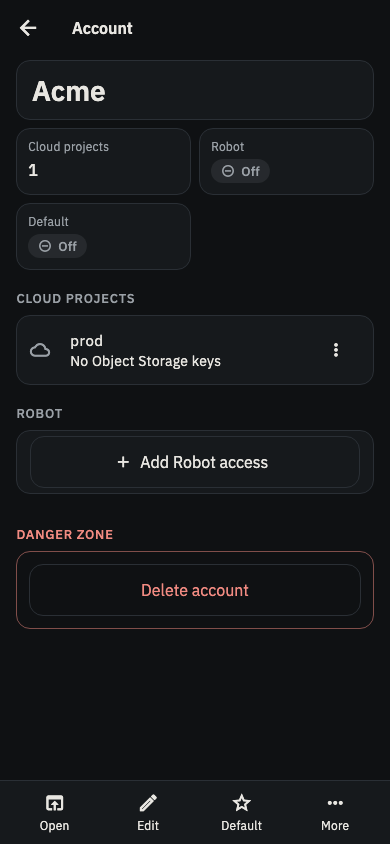 Account
Acme
Cloud projects
1
Robot
Off
Default
Off
CLOUD PROJECTS
prod
No Object Storage keys
ROBOT
Add Robot access
DANGER ZONE
Delete account
Open
Edit
Default
More